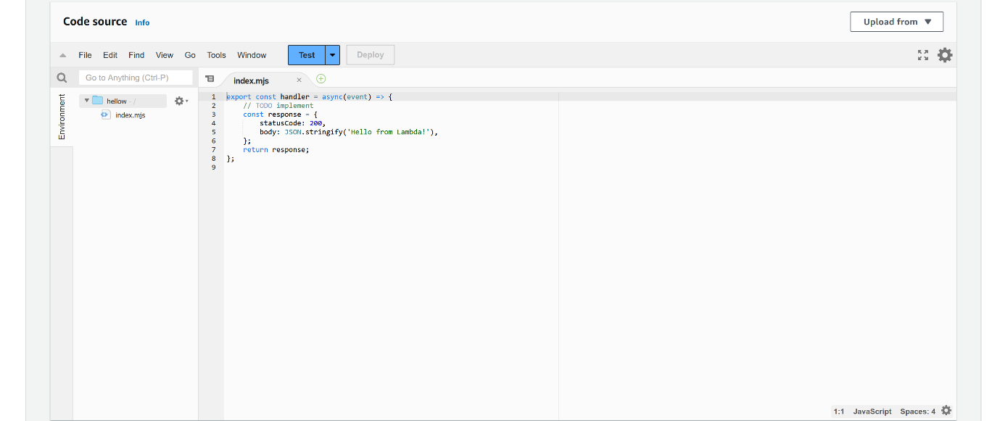 Code source Info
Upload from
File Edit Find View Go Tools Window Test Deploy
Go to Anything (Ctrl-P)
index.mjs
Environment
hellow - /
index.mjs
1 export const handler = async(event) => {
2 // TODO implement
3 const response = {
4 statusCode: 200,
5 body: JSON.stringify('Hello from Lambda!'),
6 };
7 return response;
8 };
9
1:1 JavaScript Spaces: 4